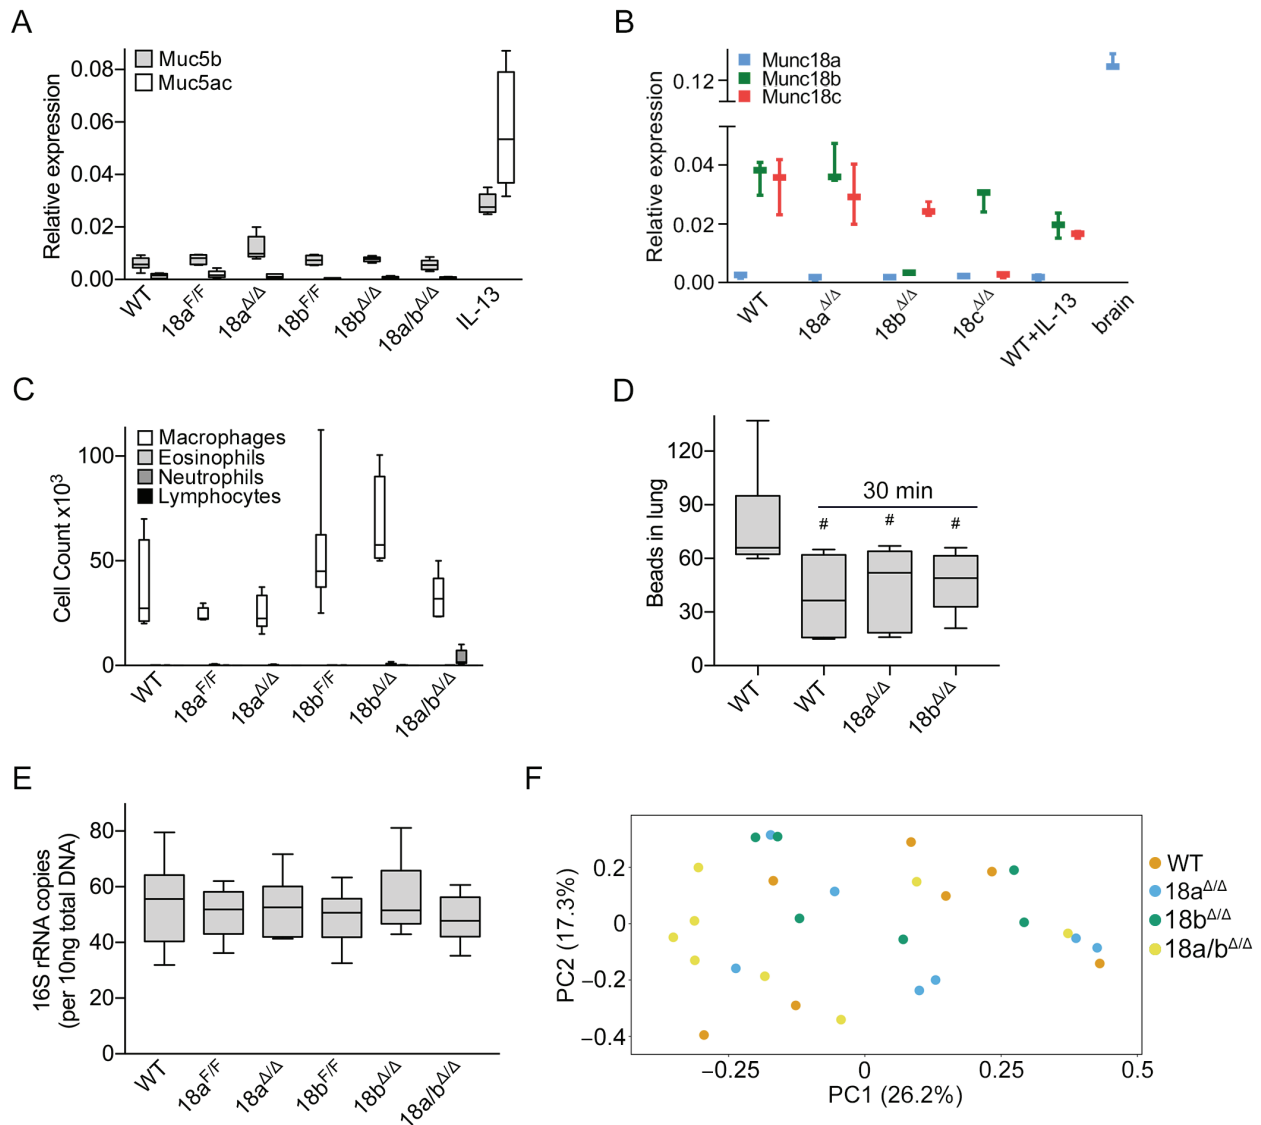 A
Relative expression
Muc5b
Muc5ac
0.08
0.06
0.04
0.02
0.00
WT
18aF/F
18aΔ/Δ
18bF/F
18bΔ/Δ
18a/bΔ/Δ
IL-13
B
Relative expression
Munc18a
Munc18b
Munc18c
0.12
0.04
0.02
0.00
WT
18aΔ/Δ
18bΔ/Δ
18cΔ/Δ
WT+IL-13
brain
C
Cell Count x10³
Macrophages
Eosinophils
Neutrophils
Lymphocytes
100
50
0
WT
18aF/F
18aΔ/Δ
18bF/F
18bΔ/Δ
18a/bΔ/Δ
D
Beads in lung
120
90
60
30
0
30 min
# # #
WT
WT
18aΔ/Δ
18bΔ/Δ
E
16S rRNA copies
(per 10ng total DNA)
80
60
40
20
0
WT
18aF/F
18aΔ/Δ
18bF/F
18bΔ/Δ
18a/bΔ/Δ
F
PC2 (17.3%)
0.2
0
−0.2
−0.4
−0.25
0
0.25
0.5
PC1 (26.2%)
WT
18aΔ/Δ
18bΔ/Δ
18a/bΔ/Δ